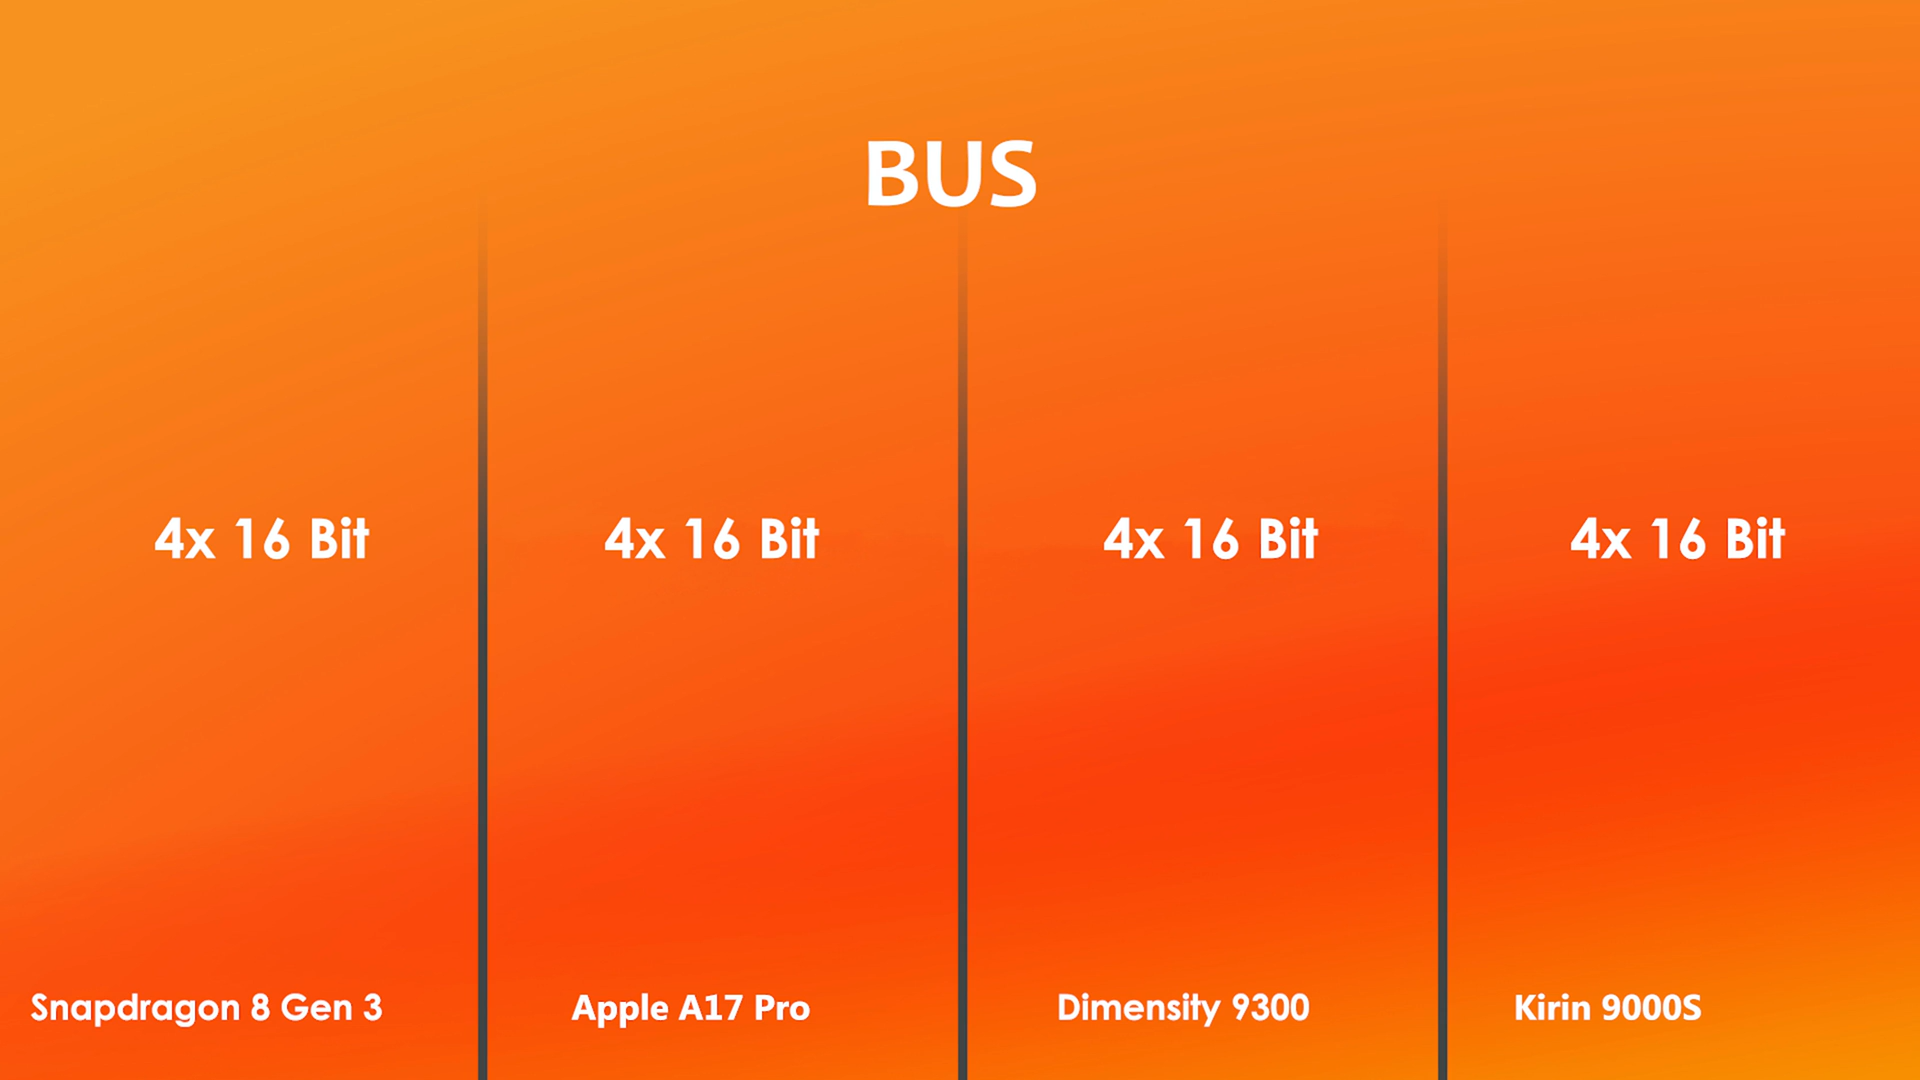 BUS
4x 16 Bit
4x 16 Bit
4x 16 Bit
4x 16 Bit
Snapdragon 8 Gen 3
Apple A17 Pro
Dimensity 9300
Kirin 9000S